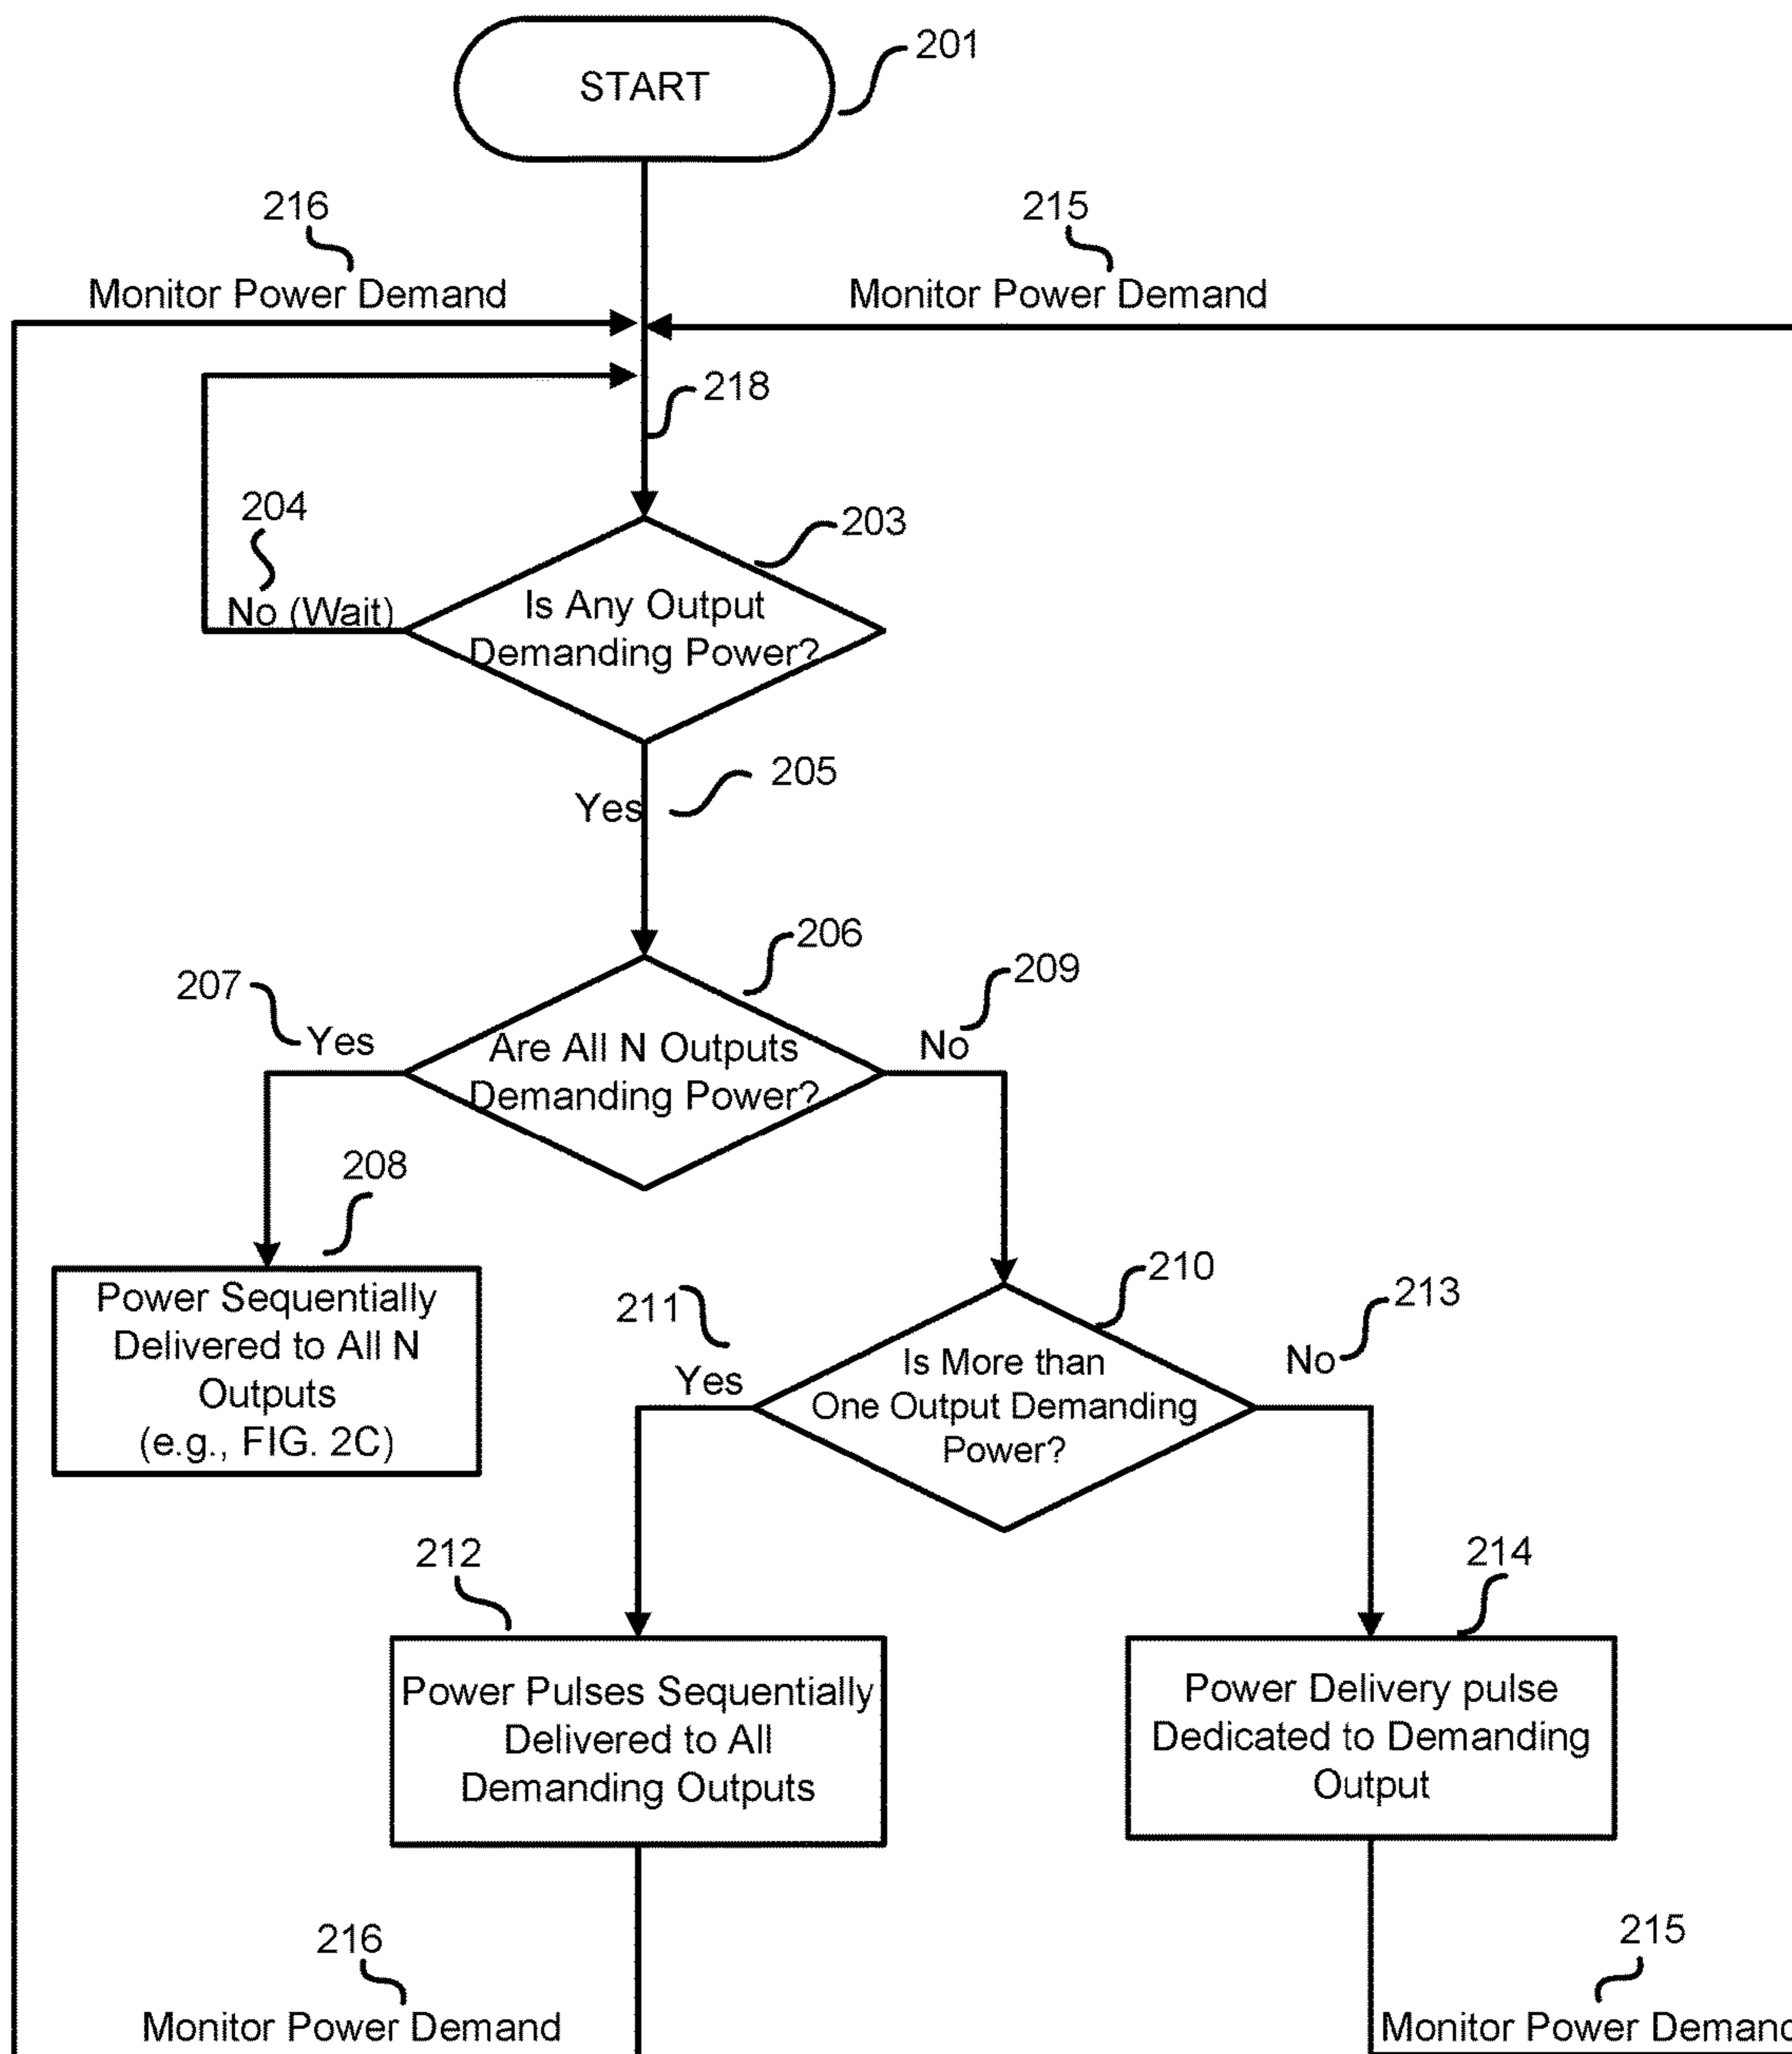 START
201
216
Monitor Power Demand
215
Monitor Power Demand
218
204
No (Wait)
203
Is Any Output
Demanding Power?
205
Yes
206
207
Yes
209
No
Are All N Outputs
Demanding Power?
208
Power Sequentially
Delivered to All N
Outputs
(e.g., FIG. 2C)
210
211
Yes
213
No
Is More than
One Output Demanding
Power?
212
Power Pulses Sequentially
Delivered to All
Demanding Outputs
214
Power Delivery pulse
Dedicated to Demanding
Output
216
Monitor Power Demand
215
Monitor Power Demand